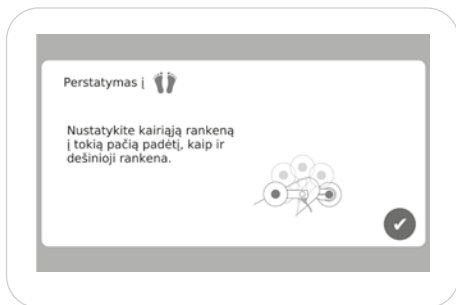 Perstatymas į
Nustatykite kairiąją rankeną
į tokią pačią padėtį, kaip ir
dešinioji rankena.